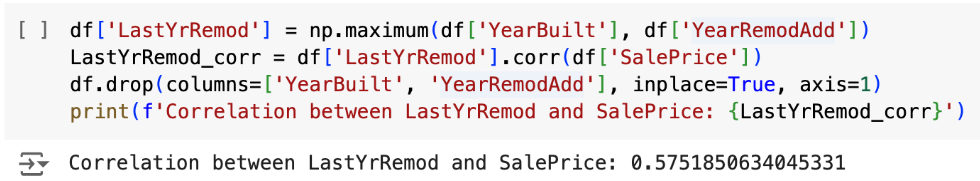 [ ] df['LastYrRemod'] = np.maximum(df['YearBuilt'], df['YearRemodAdd'])
LastYrRemod_corr = df['LastYrRemod'].corr(df['SalePrice'])
df.drop(columns=['YearBuilt', 'YearRemodAdd'], inplace=True, axis=1)
print(f'Correlation between LastYrRemod and SalePrice: {LastYrRemod_corr}')
Correlation between LastYrRemod and SalePrice: 0.5751850634045331